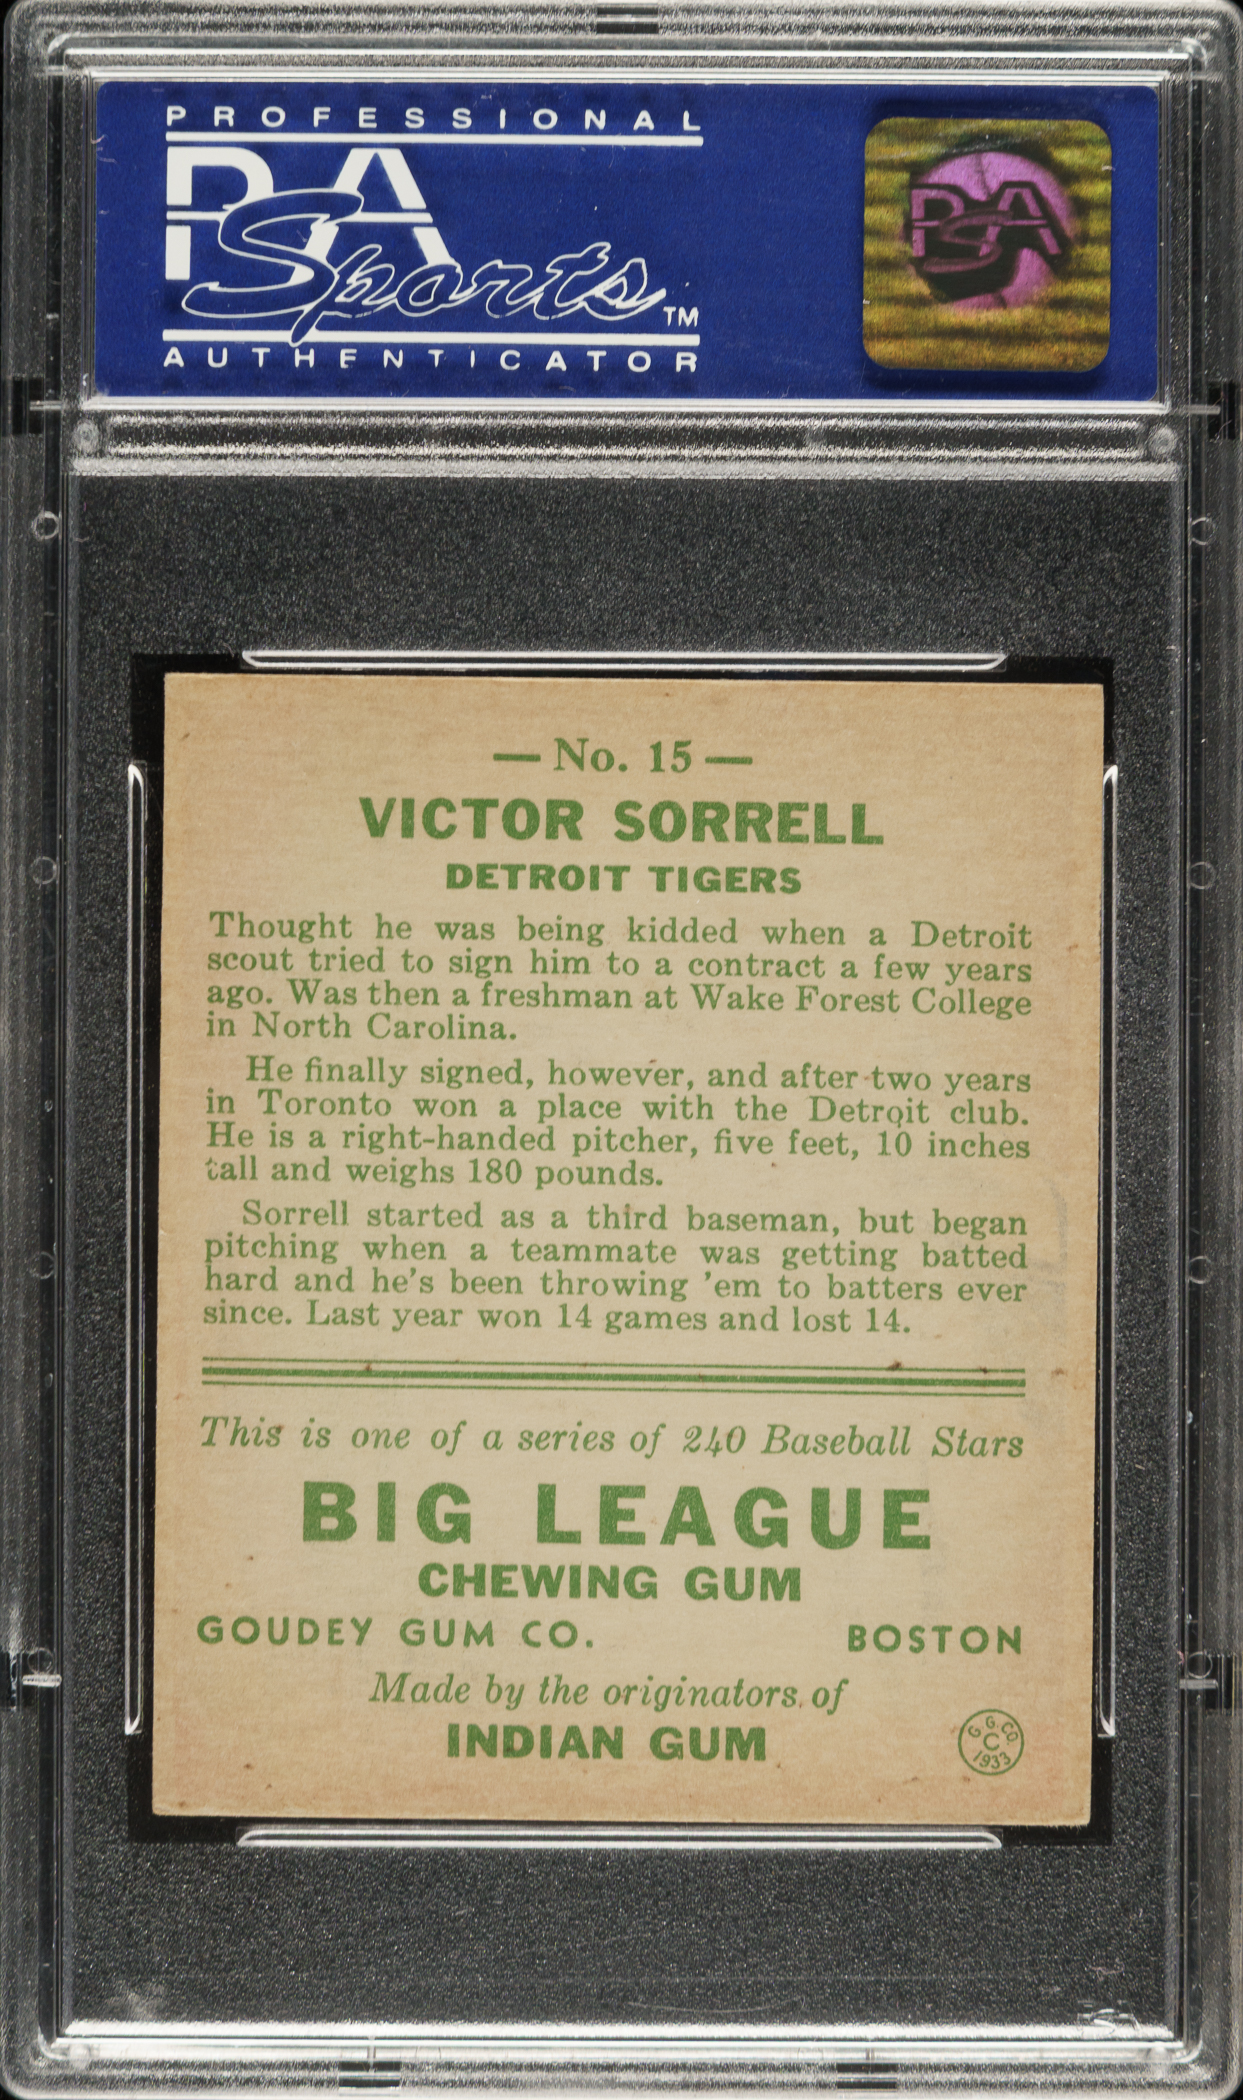 PROFESSIONAL
PSA
Sports™
AUTHENTICATOR
PSA
— No. 15 —
VICTOR SORRELL
DETROIT TIGERS
Thought he was being kidded when a Detroit
scout tried to sign him to a contract a few years
ago. Was then a freshman at Wake Forest College
in North Carolina.
He finally signed, however, and after two years
in Toronto won a place with the Detroit club.
He is a right-handed pitcher, five feet, 10 inches
tall and weighs 180 pounds.
Sorrell started as a third baseman, but began
pitching when a teammate was getting batted
hard and he's been throwing 'em to batters ever
since. Last year won 14 games and lost 14.
This is one of a series of 240 Baseball Stars
BIG LEAGUE
CHEWING GUM
GOUDEY GUM CO. BOSTON
Made by the originators of
INDIAN GUM
G. G. CO.
C
1933